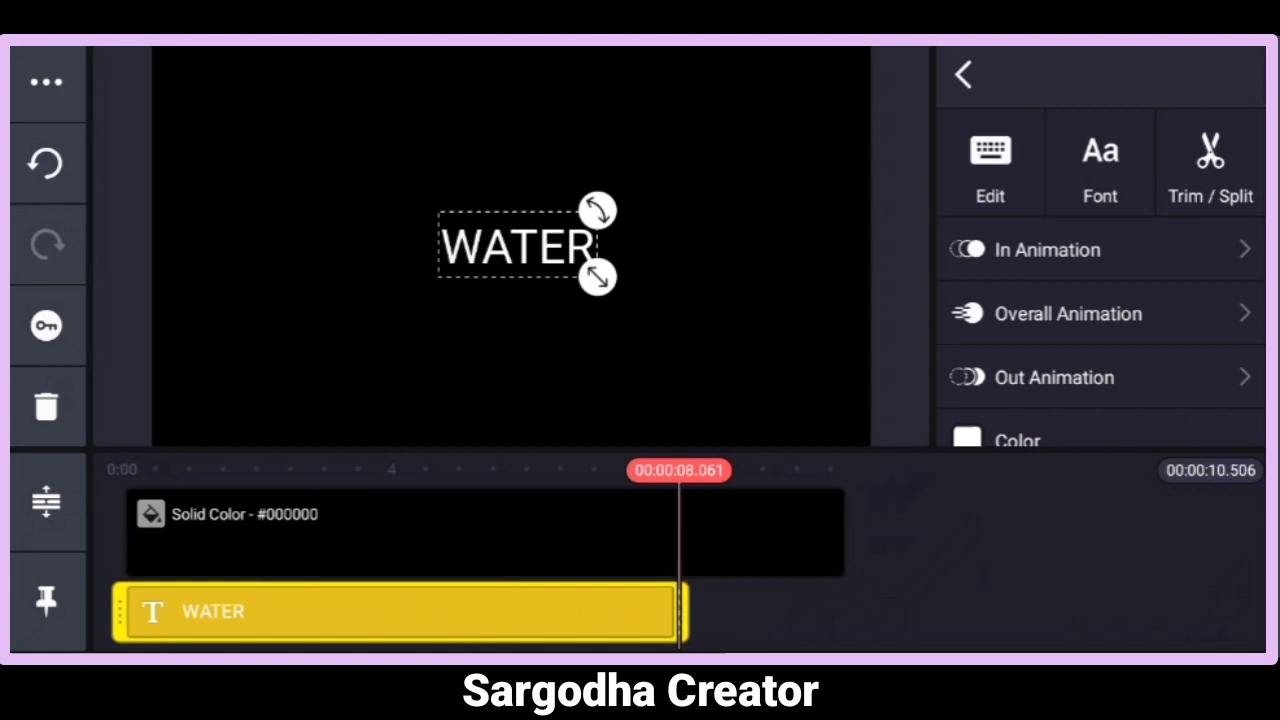 WATER
Edit
Aa
Font
Trim / Split
In Animation
Overall Animation
Out Animation
Color
0:00
4
00:00:08.061
00:00:10.506
Solid Color - #000000
T WATER
Sargodha Creator